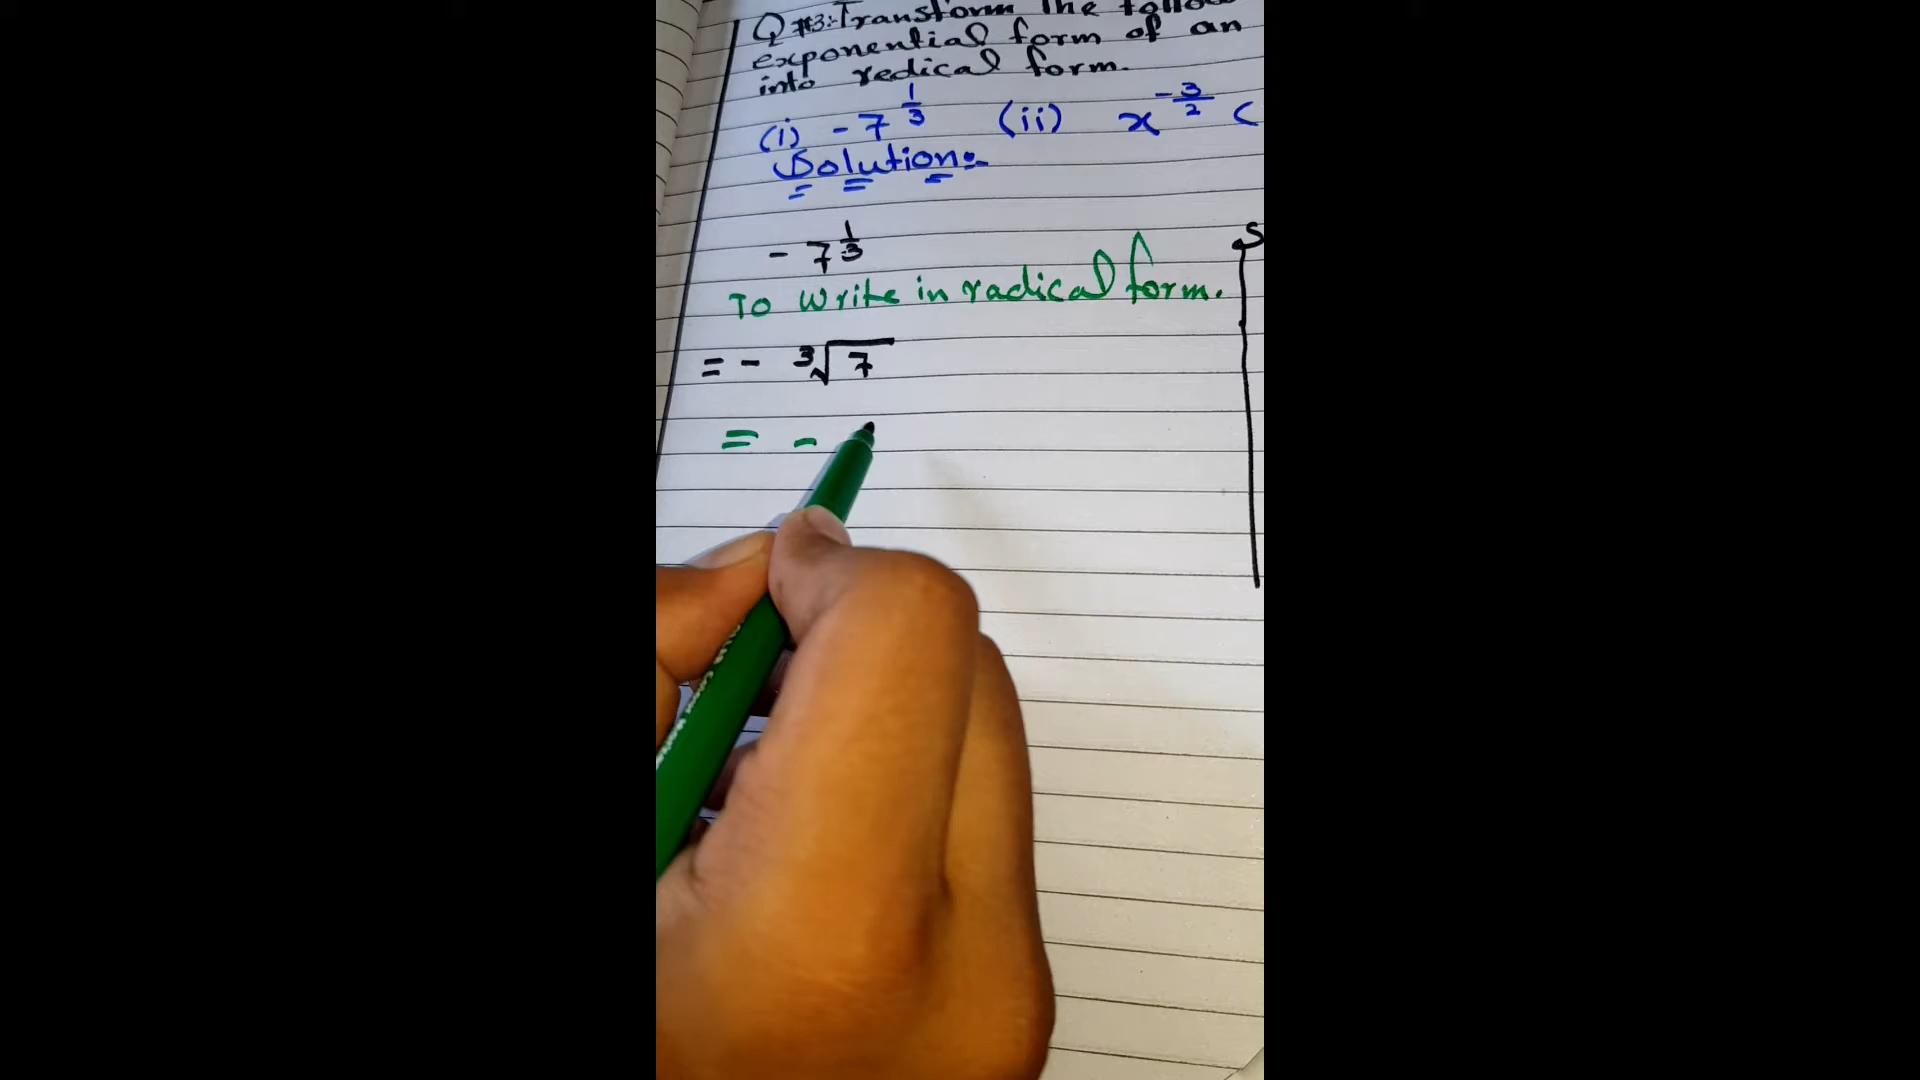 Q #3:- Transform the follo
exponential form of an
into redical form.
(i) - 7^{1/3} (ii) x^{-3/2} (
Solution:-
- 7^{1/3}
To write in radical form.
= - ∛7
= -
S